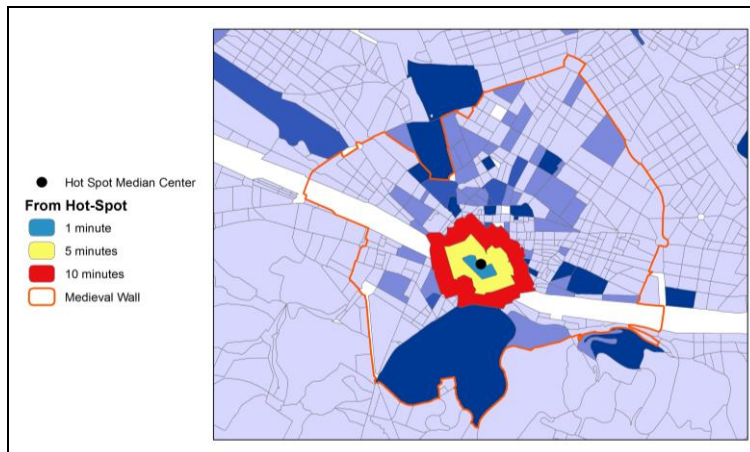 Hot Spot Median Center
From Hot-Spot
1 minute
5 minutes
10 minutes
Medieval Wall